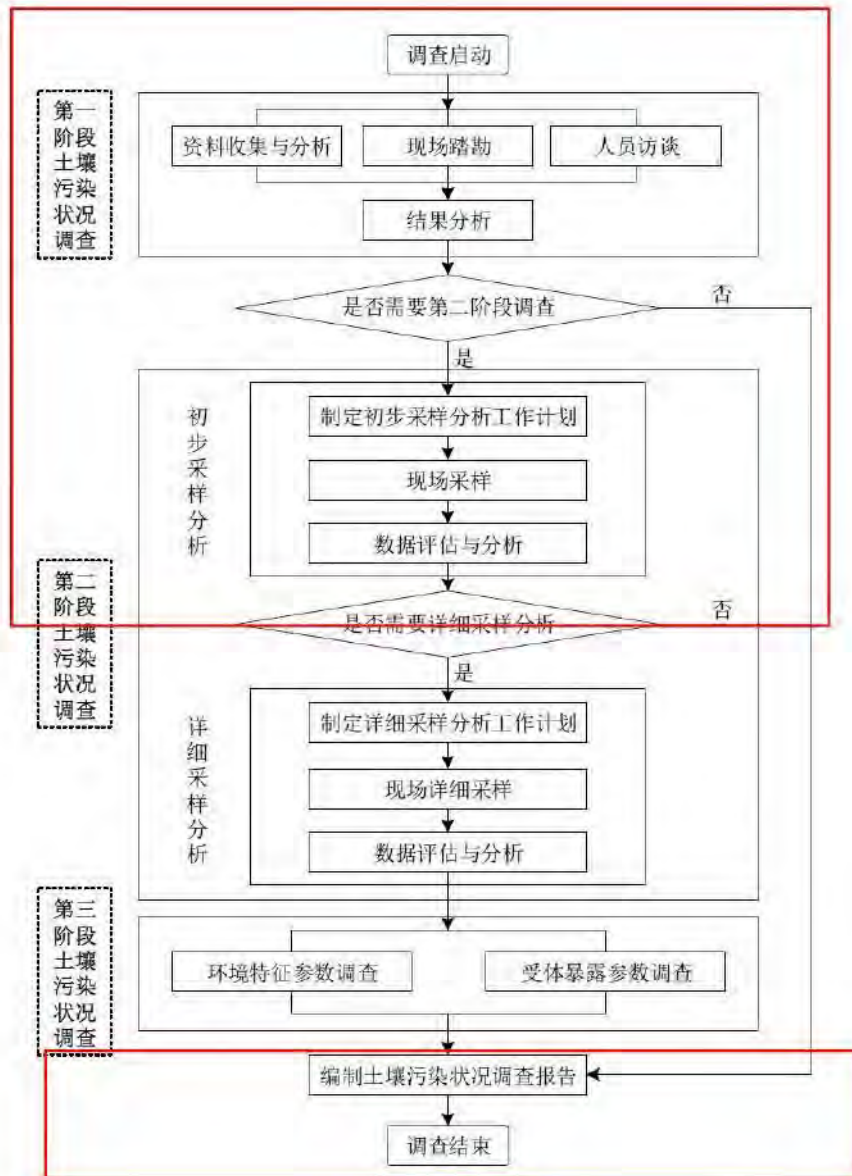 调查启动
第一
阶段
土壤
污染
状况
调查
资料收集与分析
现场踏勘
人员访谈
结果分析
是否需要第二阶段调查
否
是
初步采样分析
制定初步采样分析工作计划
现场采样
数据评估与分析
第二
阶段
土壤
污染
状况
调查
是否需要详细采样分析
否
是
详细采样分析
制定详细采样分析工作计划
现场详细采样
数据评估与分析
第三
阶段
土壤
污染
状况
调查
环境特征参数调查
受体暴露参数调查
编制土壤污染状况调查报告
调查结束